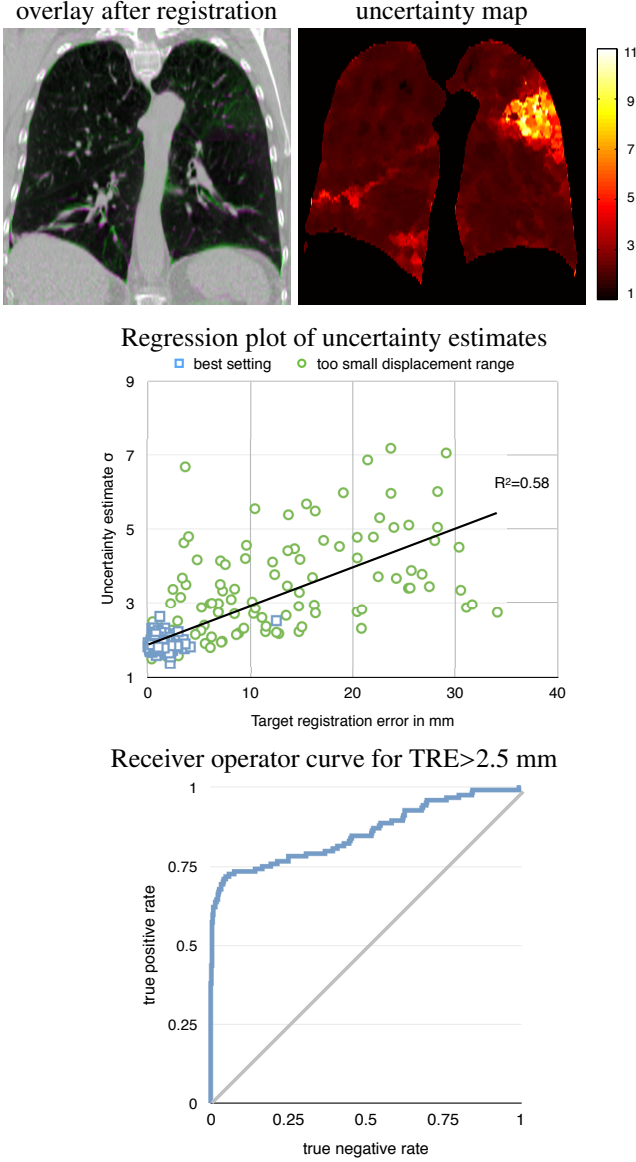 overlay after registration
uncertainty map
11
9
7
5
3
1
Regression plot of uncertainty estimates
best setting
too small displacement range
9
7
5
3
1
Uncertainty estimate σ
R²=0.58
0
10
20
30
40
Target registration error in mm
Receiver operator curve for TRE>2.5 mm
1
0.75
0.5
0.25
0
true positive rate
0
0.25
0.5
0.75
1
true negative rate